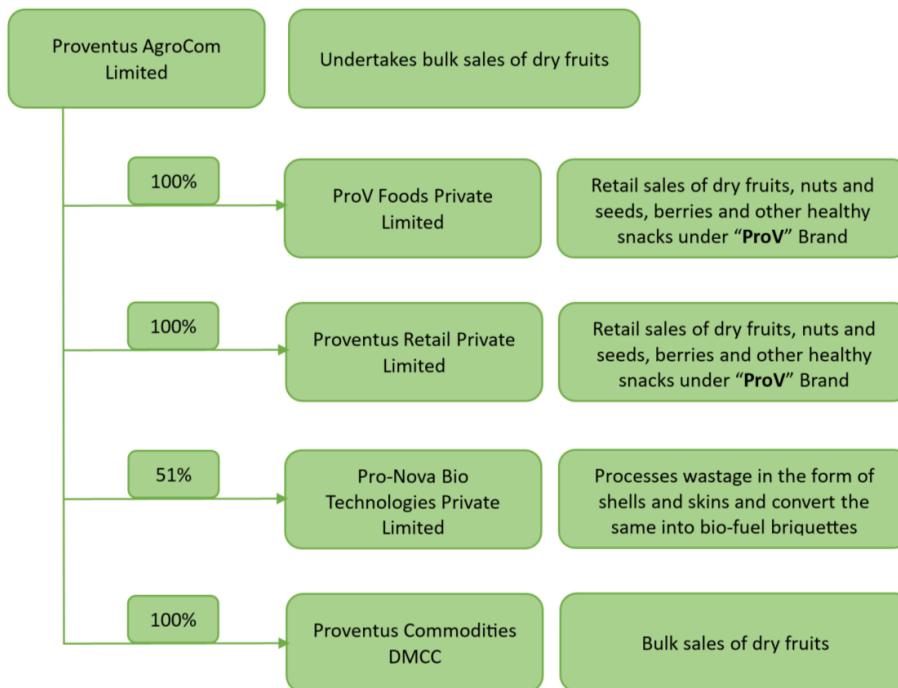 Proventus AgroCom
Limited
Undertakes bulk sales of dry fruits
100%
ProV Foods Private
Limited
Retail sales of dry fruits, nuts and
seeds, berries and other healthy
snacks under “ProV” Brand
100%
Proventus Retail Private
Limited
Retail sales of dry fruits, nuts and
seeds, berries and other healthy
snacks under “ProV” Brand
51%
Pro-Nova Bio
Technologies Private
Limited
Processes wastage in the form of
shells and skins and convert the
same into bio-fuel briquettes
100%
Proventus Commodities
DMCC
Bulk sales of dry fruits